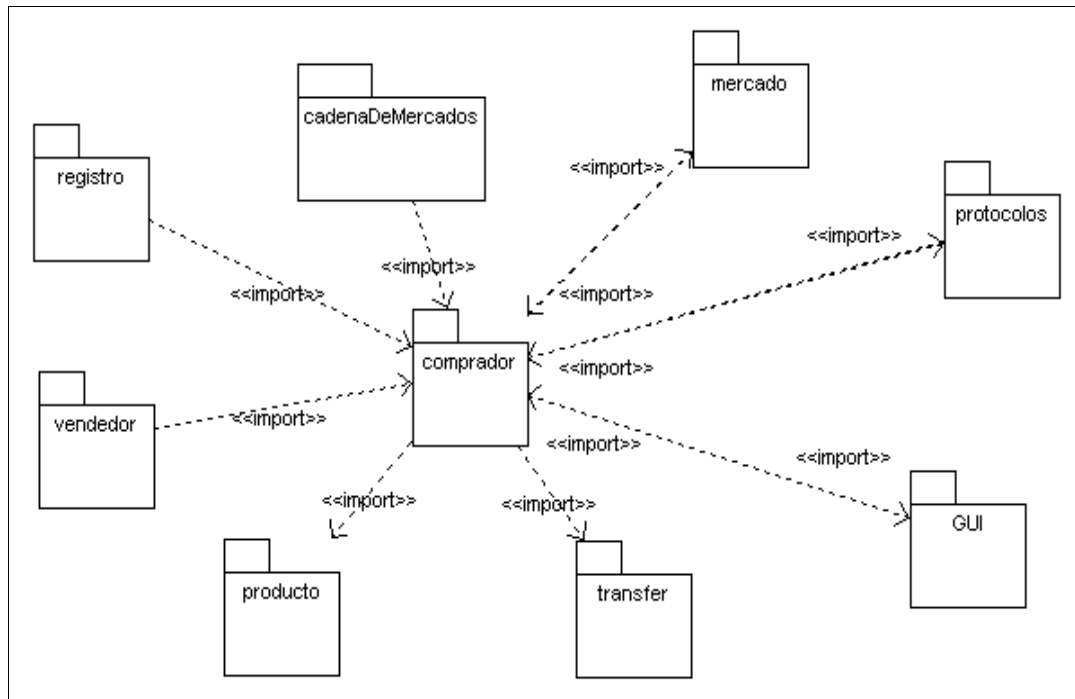 mercado
cadenaDeMercados
<<import>>
registro
protocolos
<<import>>
<<import>>
<<import>>
<<import>>
comprador
<<import>>
vendedor
<<import>>
<<import>>
<<import>>
<<import>>
<<import>>
GUI
producto
transfer